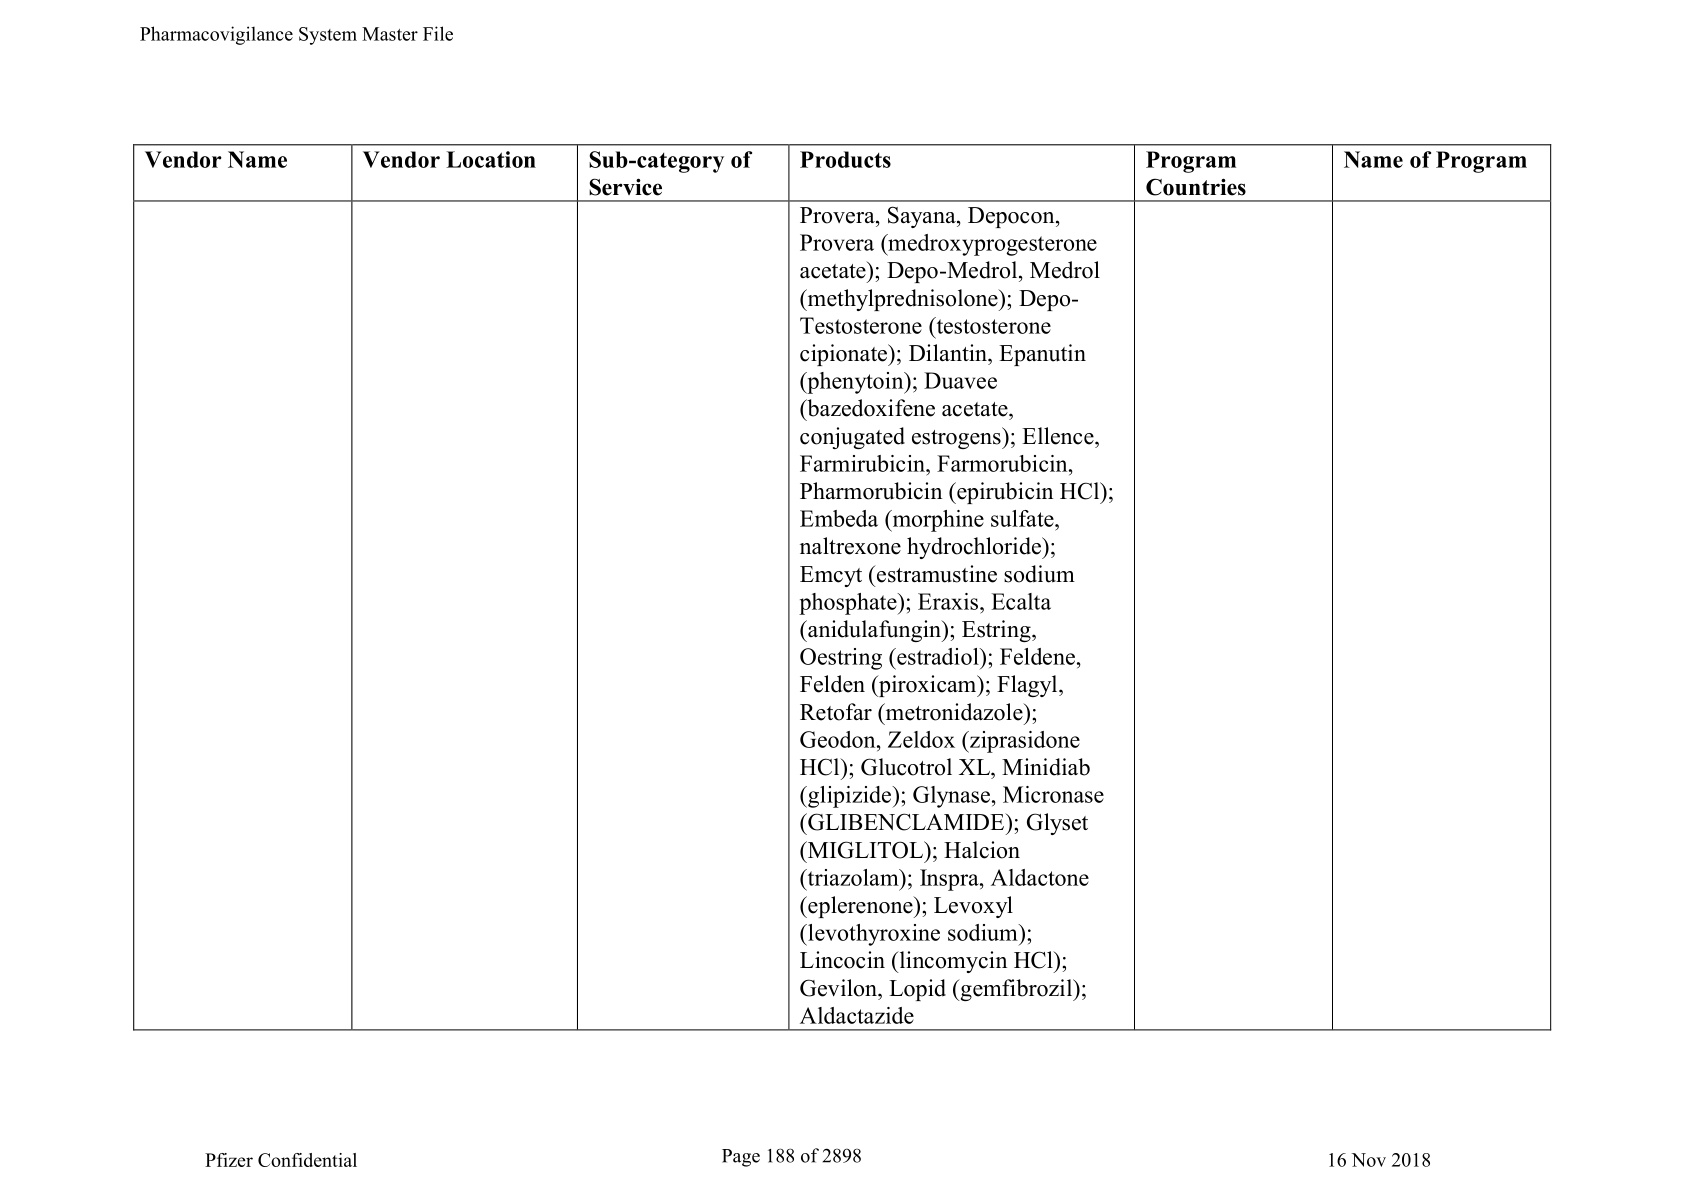 Pharmacovigilance System Master File
Vendor Name
Vendor Location
Sub-category of
Service
Products
Program
Countries
Name of Program
Provera, Sayana, Depocon,
Provera (medroxyprogesterone
acetate); Depo-Medrol, Medrol
(methylprednisolone); Depo-
Testosterone (testosterone
cipionate); Dilantin, Epanutin
(phenytoin); Duavee
(bazedoxifene acetate,
conjugated estrogens); Ellence,
Farmirubicin, Farmorubicin,
Pharmorubicin (epirubicin HCl);
Embeda (morphine sulfate,
naltrexone hydrochloride);
Emcyt (estramustine sodium
phosphate); Eraxis, Ecalta
(anidulafungin); Estring,
Oestring (estradiol); Feldene,
Felden (piroxicam); Flagyl,
Retofar (metronidazole);
Geodon, Zeldox (ziprasidone
HCl); Glucotrol XL, Minidiab
(glipizide); Glynase, Micronase
(GLIBENCLAMIDE); Glyset
(MIGLITOL); Halcion
(triazolam); Inspra, Aldactone
(eplerenone); Levoxyl
(levothyroxine sodium);
Lincocin (lincomycin HCl);
Gevilon, Lopid (gemfibrozil);
Aldactazide
Pfizer Confidential
Page 188 of 2898
16 Nov 2018